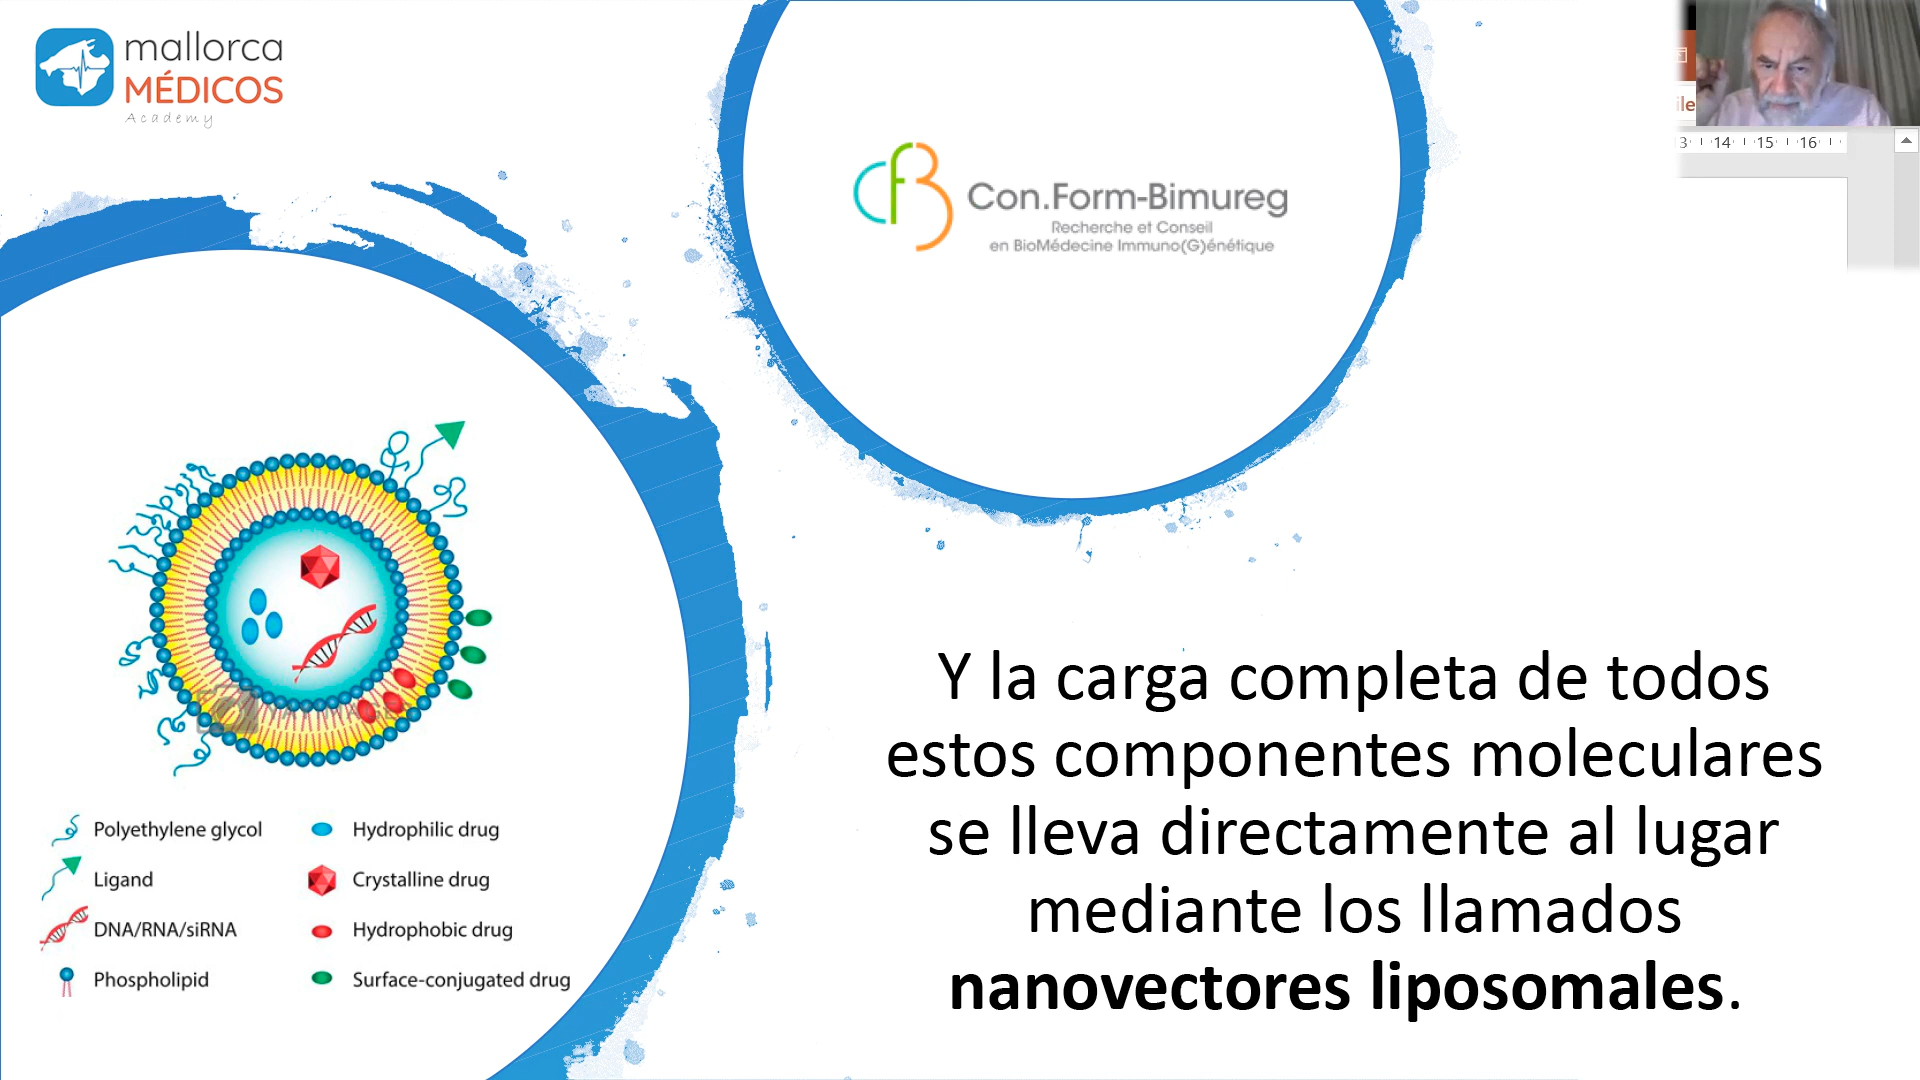 mallorca
MÉDICOS
Academy
Con.Form-Bimureg
Recherche et Conseil
en BioMédecine Immuno(G)énétique
ile
13 14 15 16
Y la carga completa de todos
estos componentes moleculares
se lleva directamente al lugar
mediante los llamados
nanovectores liposomales.
Polyethylene glycol
Ligand
DNA/RNA/siRNA
Phospholipid
Hydrophilic drug
Crystalline drug
Hydrophobic drug
Surface-conjugated drug